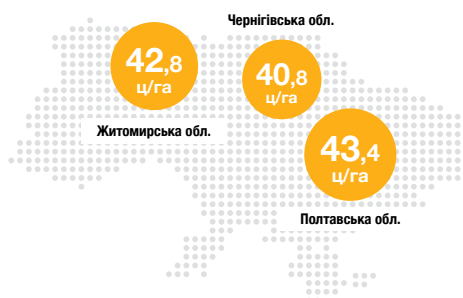 Чернігівська обл.
42,8
ц/га
40,8
ц/га
Житомирська обл.
43,4
ц/га
Полтавська обл.